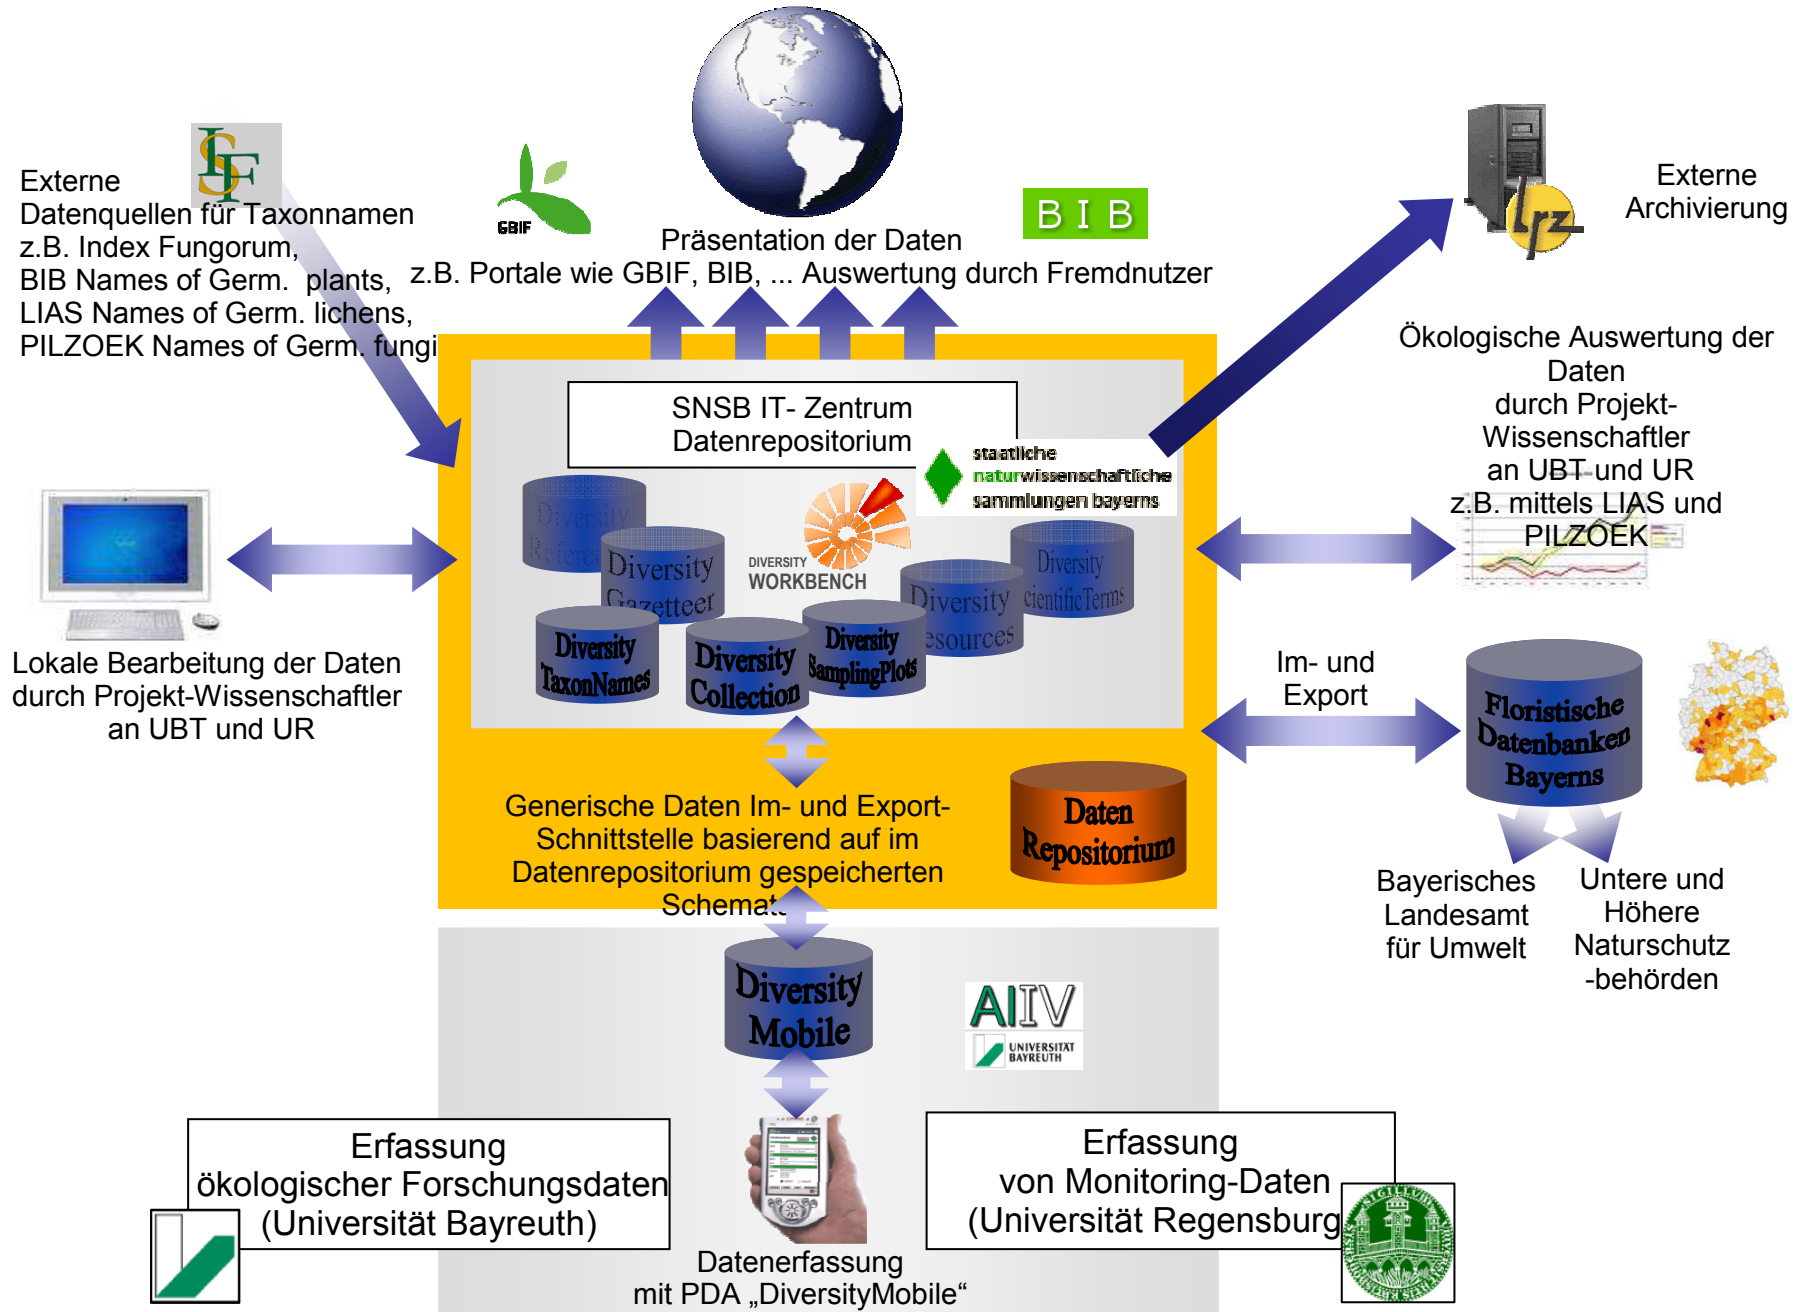 Externe
Datenquellen für Taxonnamen
z.B. Index Fungorum,
BIB Names of Germ. plants,
LIAS Names of Germ. lichens,
PILZOEK Names of Germ. fungi
GBIF
BIB
Präsentation der Daten
z.B. Portale wie GBIF, BIB, ... Auswertung durch Fremdnutzer
lrz
Externe
Archivierung
SNSB IT- Zentrum
Datenrepositorium
staatliche
naturwissenschaftliche
sammlungen bayerns
DIVERSITY
WORKBENCH
Diversity
Diversity
Gazetteer
Diversity
TaxonNames
Diversity
Collection
Diversity
SamplingPlots
Diversity
esources
Diversity
cientificTerms
Lokale Bearbeitung der Daten
durch Projekt-Wissenschaftler
an UBT und UR
Ökologische Auswertung der
Daten
durch Projekt-
Wissenschaftler
an UBT und UR
z.B. mittels LIAS und
PILZOEK
Im- und
Export
Floristische
Datenbanken
Bayerns
Bayerisches
Landesamt
für Umwelt
Untere und
Höhere
Naturschutz
-behörden
Generische Daten Im- und Export-
Schnittstelle basierend auf im
Datenrepositorium gespeicherten
Schemata
Daten
Repositorium
Diversity
Mobile
AIIV
UNIVERSITÄT
BAYREUTH
Erfassung
ökologischer Forschungsdaten
(Universität Bayreuth)
Erfassung
von Monitoring-Daten
(Universität Regensburg
Datenerfassung
mit PDA „DiversityMobile“